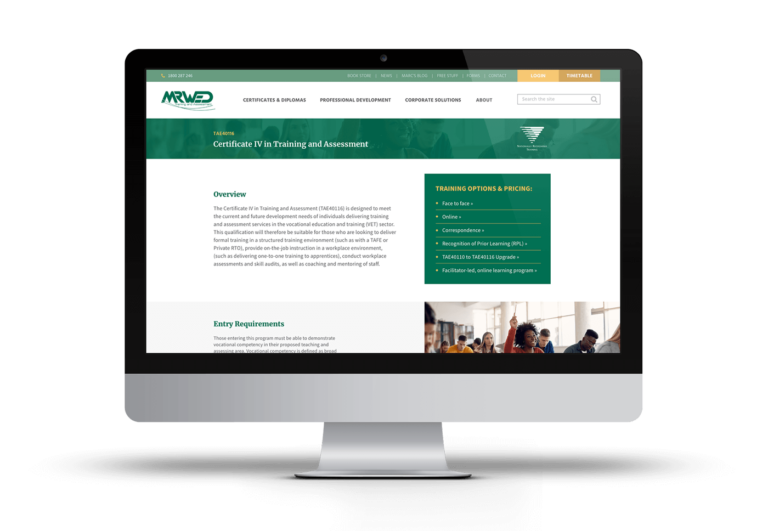 1800 287 246
BOOK STORE | NEWS | MARC'S BLOG | FREE STUFF | FORMS | CONTACT
LOGIN
TIMETABLE
MRWED
CERTIFICATES & DIPLOMAS
PROFESSIONAL DEVELOPMENT
CORPORATE SOLUTIONS
ABOUT
Search the site
TAE40116
Certificate IV in Training and Assessment
NATIONALLY RECOGNISED
TRAINING
Overview
The Certificate IV in Training and Assessment (TAE40116) is designed to meet
the current and future development needs of individuals delivering training
and assessment services in the vocational education and training (VET) sector.
This qualification will therefore be suitable for those who are looking to deliver
formal training in a structured training environment (such as with a TAFE or
Private RTO), provide on-the-job instruction in a workplace environment,
(such as delivering one-to-one training to apprentices), conduct workplace
assessments and skill audits, as well as coaching and mentoring of staff.
TRAINING OPTIONS & PRICING:
Face to face »
Online »
Correspondence »
Recognition of Prior Learning (RPL) »
TAE40110 to TAE40116 Upgrade »
Facilitator-led, online learning program »
Entry Requirements
Those entering this program must be able to demonstrate
vocational competency in their proposed teaching and
assessing area. Vocational competency is defined as broad